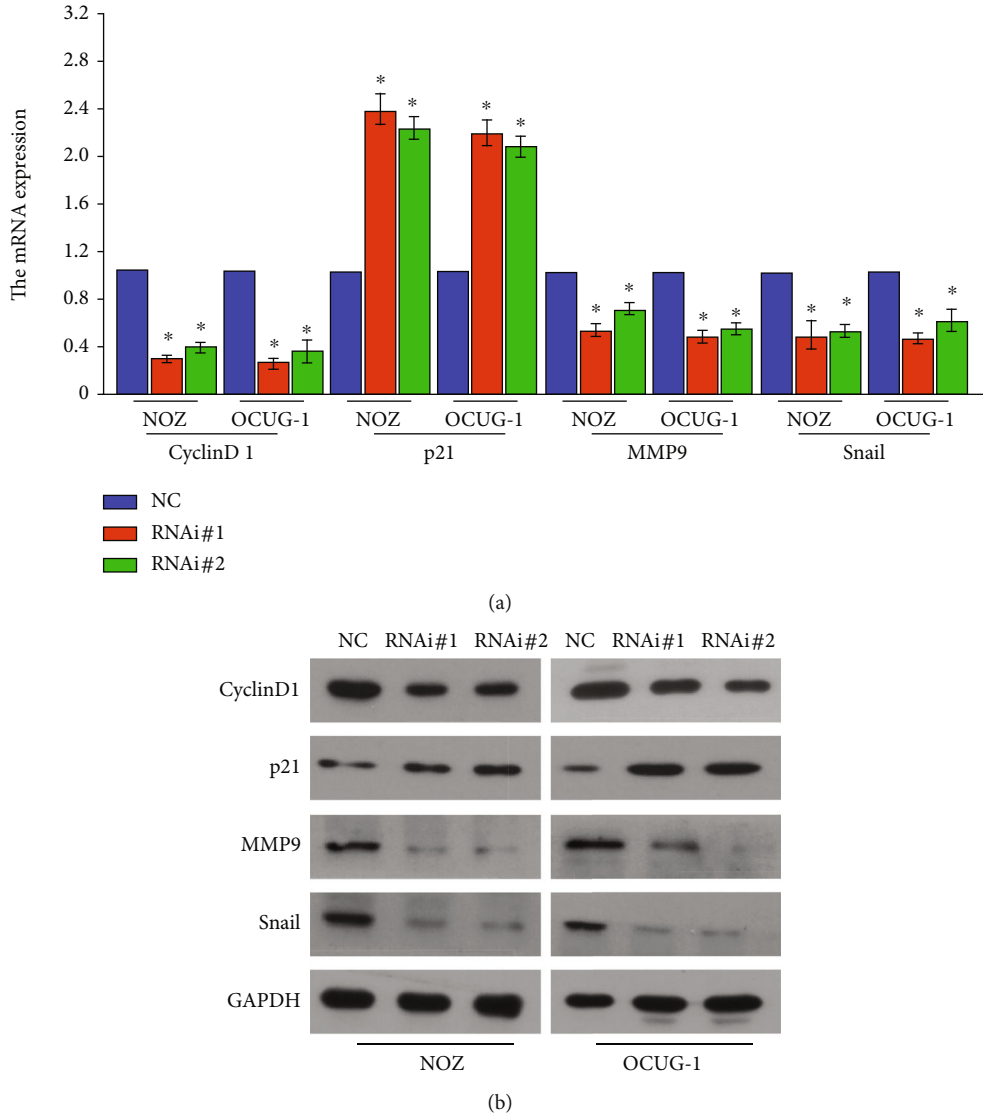 3.2
2.8
2.4
2.0
1.6
1.2
0.8
0.4
0
The mRNA expression
* * * * * * * * * * * * * * * *
NOZ OCUG-1 NOZ OCUG-1 NOZ OCUG-1 NOZ OCUG-1
CyclinD 1 p21 MMP9 Snail
NC
RNAi#1
RNAi#2
(a)
NC RNAi#1 RNAi#2 NC RNAi#1 RNAi#2
CyclinD1
p21
MMP9
Snail
GAPDH
NOZ OCUG-1
(b)